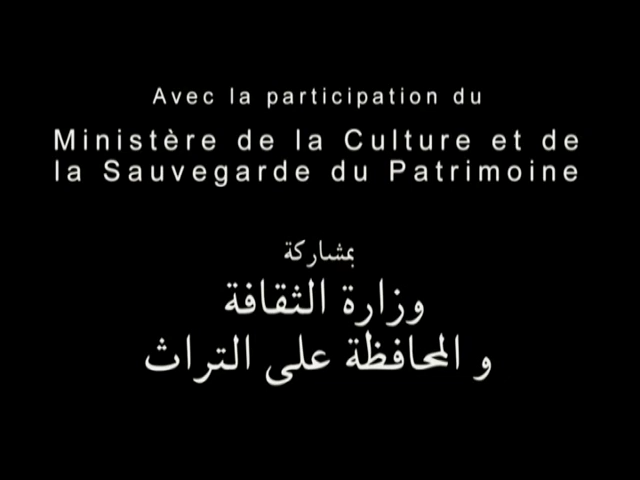 Avec la participation du
Ministère de la Culture et de
la Sauvegarde du Patrimoine
بمشاركة
وزارة الثقافة
و المحافظة على التراث